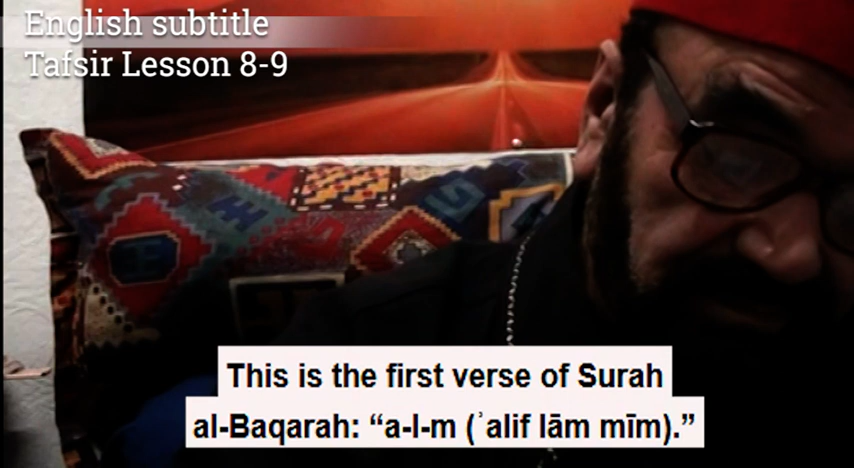 English subtitle
Tafsir Lesson 8-9
This is the first verse of Surah
al-Baqarah: “a-l-m (ʾalif lām mīm).”